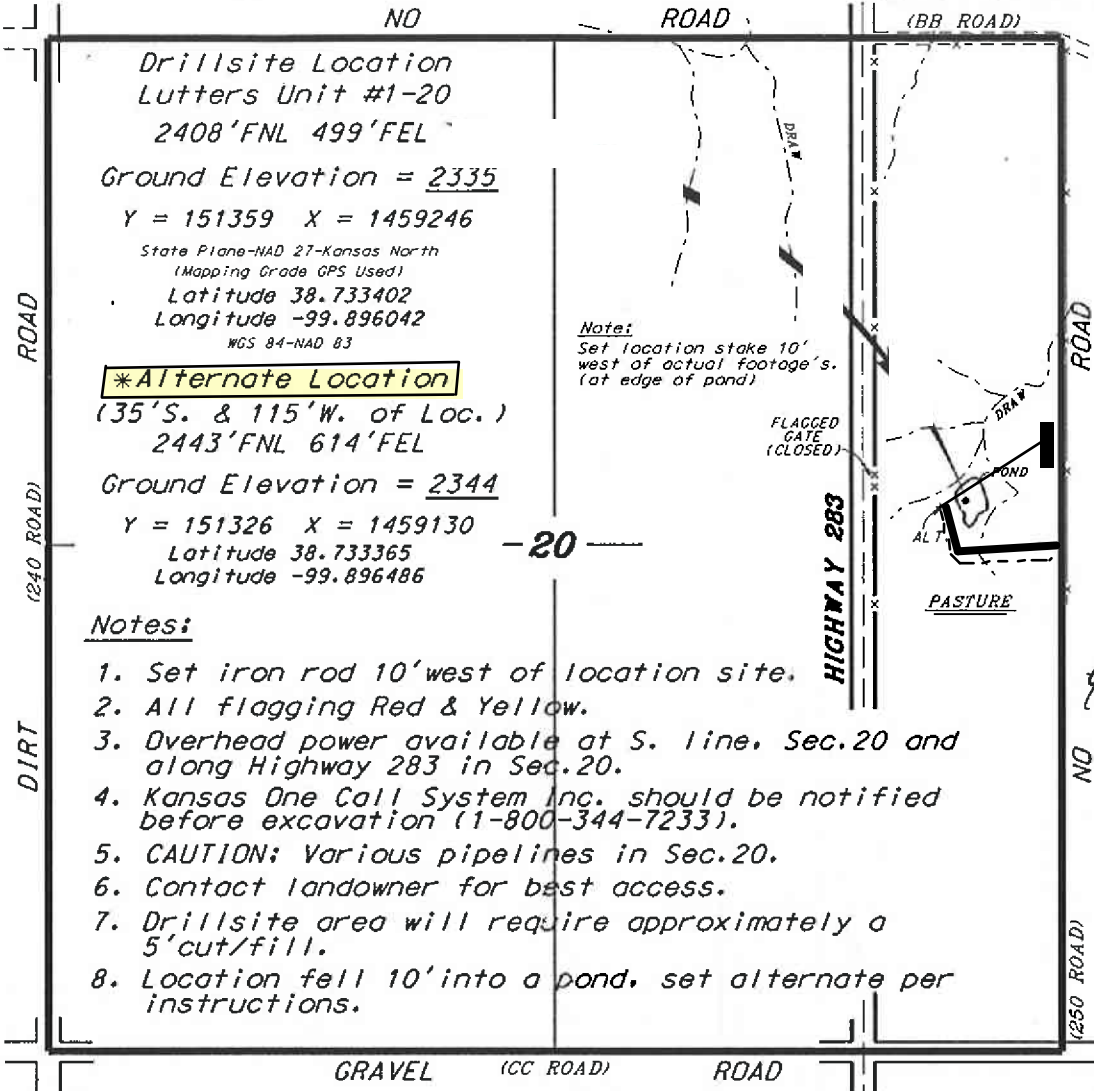 NO ROAD (BB ROAD)
Drillsite Location
Lutters Unit #1-20
2408'FNL 499'FEL
Ground Elevation = 2335
Y = 151359 X = 1459246
State Plane-NAD 27-Kansas North
(Mapping Grade GPS Used)
Latitude 38.733402
Longitude -99.896042
WGS 84-NAD 83
*Alternate Location
(35'S. & 115'W. of Loc.)
2443'FNL 614'FEL
Ground Elevation = 2344
Y = 151326 X = 1459130
Latitude 38.733365
Longitude -99.896486
-20-
DRAW
Note:
Set location stake 10'
west of actual footage's.
(at edge of pond)
FLAGGED
GATE
(CLOSED)
HIGHWAY 283
DRAW
POND
ALT.
PASTURE
Notes:
1. Set iron rod 10'west of location site.
2. All flagging Red & Yellow.
3. Overhead power available at S. line. Sec.20 and
along Highway 283 in Sec.20.
4. Kansas One Call System Inc. should be notified
before excavation (1-800-344-7233).
5. CAUTION: Various pipelines in Sec.20.
6. Contact landowner for best access.
7. Drillsite area will require approximately a
5'cut/fill.
8. Location fell 10'into a pond. set alternate per
instructions.
DIRT (240 ROAD) ROAD
NO ROAD
(250 ROAD)
GRAVEL (CC ROAD) ROAD